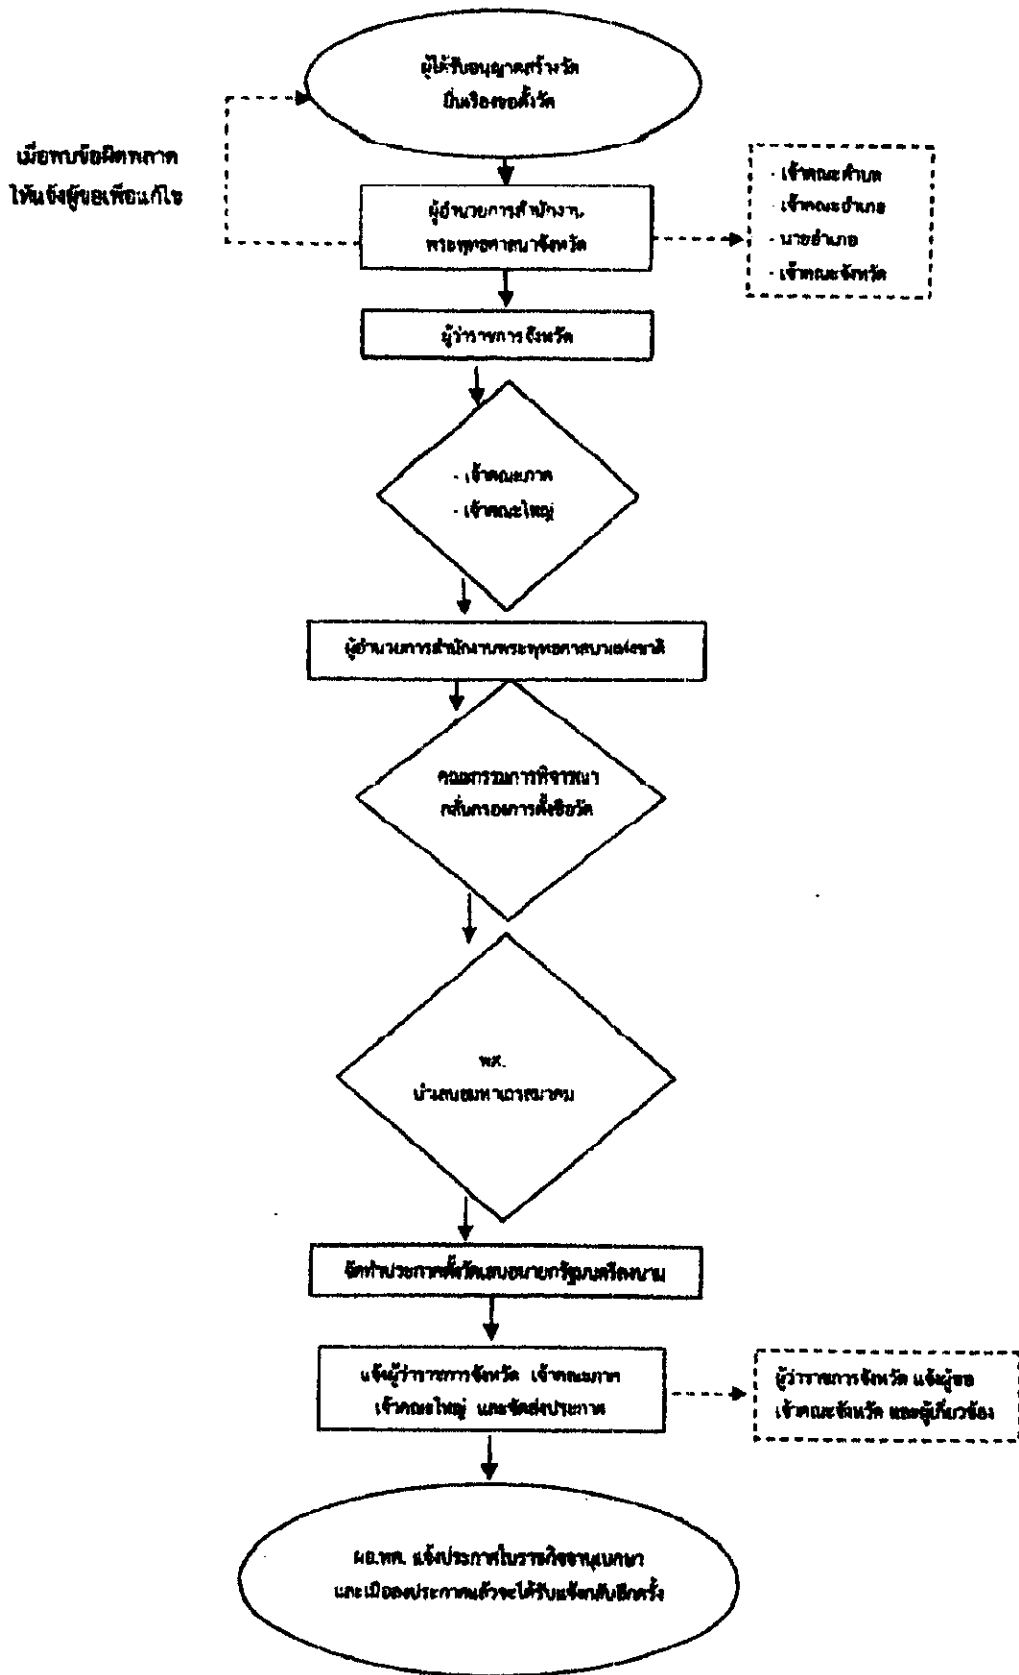 ผู้ได้รับอนุญาตสร้างวัด
ยื่นเรื่องขอตั้งวัด
เมื่อพบข้อผิดพลาด
ให้แจ้งผู้ขอเพื่อแก้ไข
ผู้อำนวยการสำนักงาน
พระพุทธศาสนาจังหวัด
- เจ้าคณะตำบล
- เจ้าคณะอำเภอ
- นายอำเภอ
- เจ้าคณะจังหวัด
ผู้ว่าราชการจังหวัด
- เจ้าคณะภาค
- เจ้าคณะใหญ่
ผู้อำนวยการสำนักงานพระพุทธศาสนาแห่งชาติ
คณะกรรมการพิจารณา
กลั่นกรองการตั้งชื่อวัด
พศ.
นำเสนอมหาเถรสมาคม
จัดทำประกาศตั้งวัดเสนอนายกรัฐมนตรีลงนาม
แจ้งผู้ว่าราชการจังหวัด เจ้าคณะภาค
เจ้าคณะใหญ่ และจัดส่งประกาศ
ผู้ว่าราชการจังหวัด แจ้งผู้ขอ
เจ้าคณะจังหวัด และผู้เกี่ยวข้อง
ผอ.พศ. แจ้งประกาศในราชกิจจานุเบกษา
และเมื่อลงประกาศแล้วจะได้รับแจ้งกลับอีกครั้ง